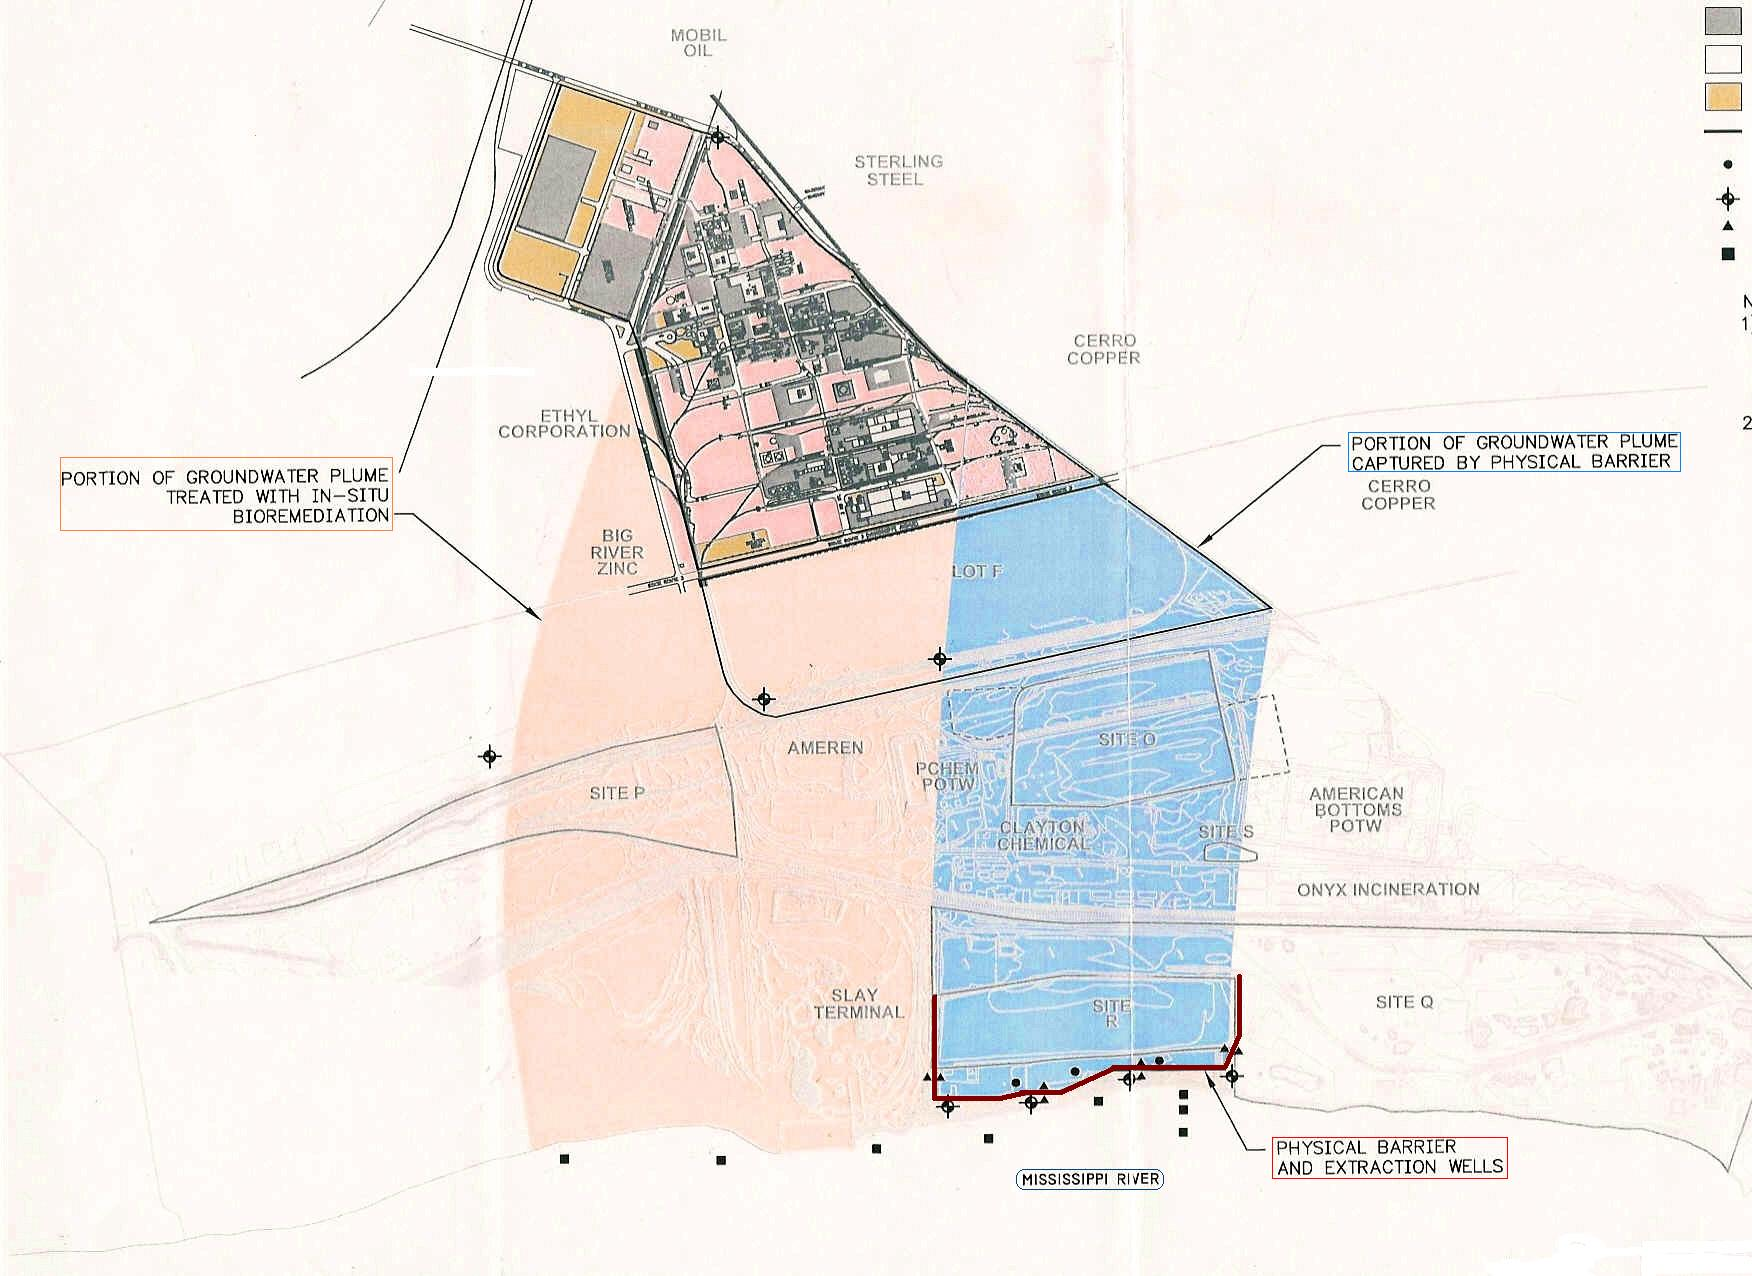 MOBIL
OIL
STERLING
STEEL
CERRO
COPPER
ETHYL
CORPORATION
PORTION OF GROUNDWATER PLUME
CAPTURED BY PHYSICAL BARRIER
PORTION OF GROUNDWATER PLUME
TREATED WITH IN-SITU
BIOREMEDIATION
CERRO
COPPER
BIG
RIVER
ZINC
LOT F
AMEREN
SITE O
PCHEM
POTW
SITE P
AMERICAN
BOTTOMS
POTW
CLAYTON
CHEMICAL
SITE S
ONYX INCINERATION
SLAY
TERMINAL
SITE
R
SITE Q
PHYSICAL BARRIER
AND EXTRACTION WELLS
MISSISSIPPI RIVER